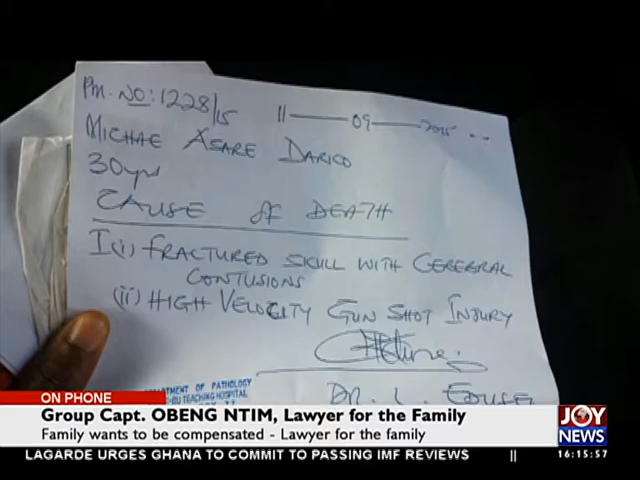 PM. NO: 1228/15
11 — 09 — 2015
MICHAE ASARE DARICO
30 yrs
CAUSE OF DEATH
I (i) FRACTURED SKULL WITH CEREBRAL
CONTUSIONS
(ii) HIGH VELOCITY GUN SHOT INJURY
DEPARTMENT OF PATHOLOGY
TEACHING HOSPITAL
DR. L.
ON PHONE
Group Capt. OBENG NTIM, Lawyer for the Family
Family wants to be compensated - Lawyer for the family
JOY
NEWS
LAGARDE URGES GHANA TO COMMIT TO PASSING IMF REVIEWS
16:15:57